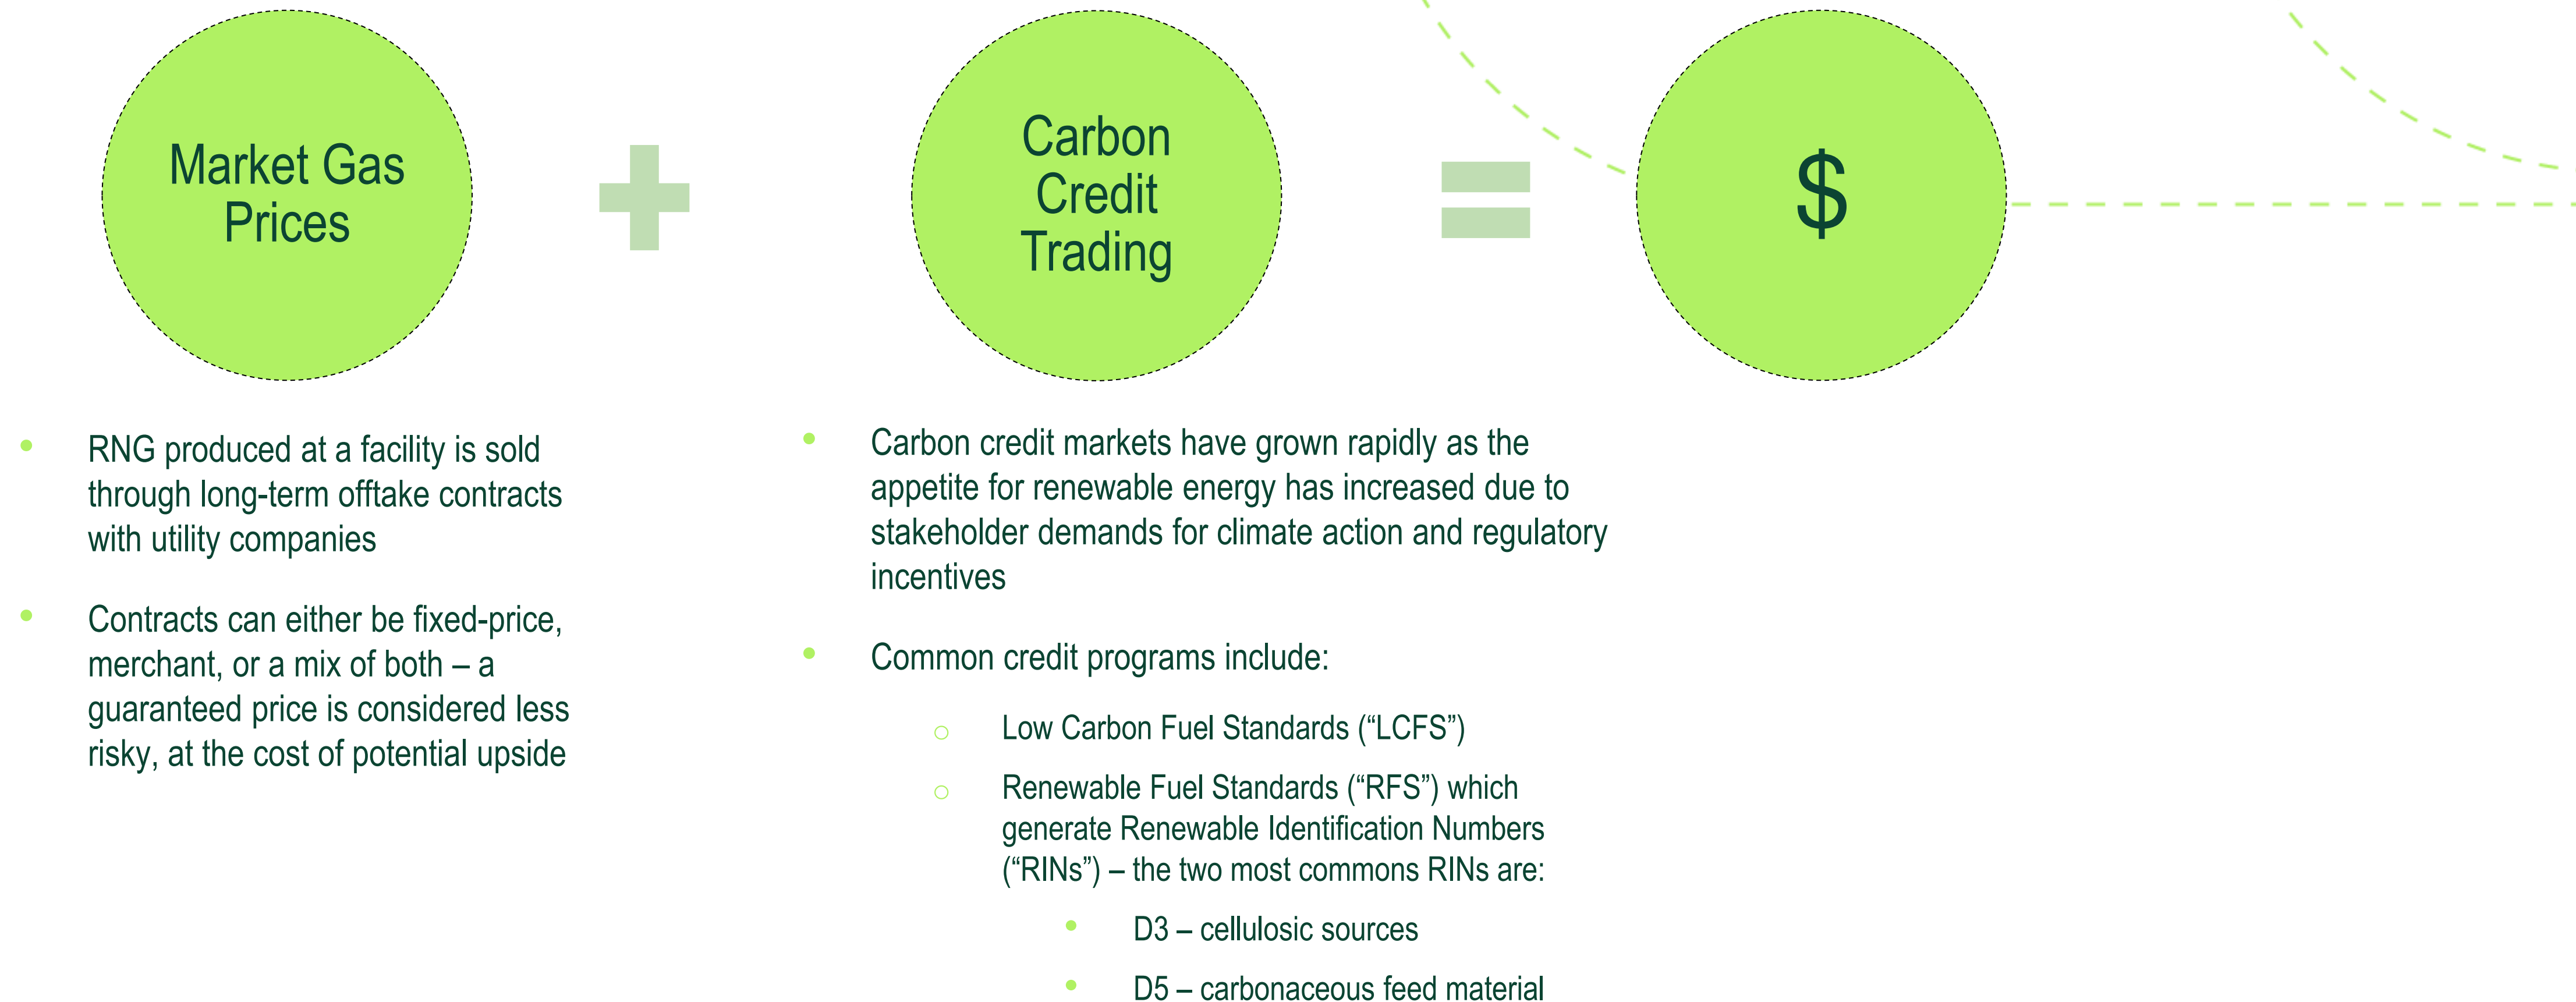 Market Gas
Prices
Carbon
Credit
Trading
$
• RNG produced at a facility is sold
through long-term offtake contracts
with utility companies
• Contracts can either be fixed-price,
merchant, or a mix of both – a
guaranteed price is considered less
risky, at the cost of potential upside
• Carbon credit markets have grown rapidly as the
appetite for renewable energy has increased due to
stakeholder demands for climate action and regulatory
incentives
• Common credit programs include:
○ Low Carbon Fuel Standards (“LCFS”)
○ Renewable Fuel Standards (“RFS”) which
generate Renewable Identification Numbers
(“RINs”) – the two most commons RINs are:
• D3 – cellulosic sources
• D5 – carbonaceous feed material